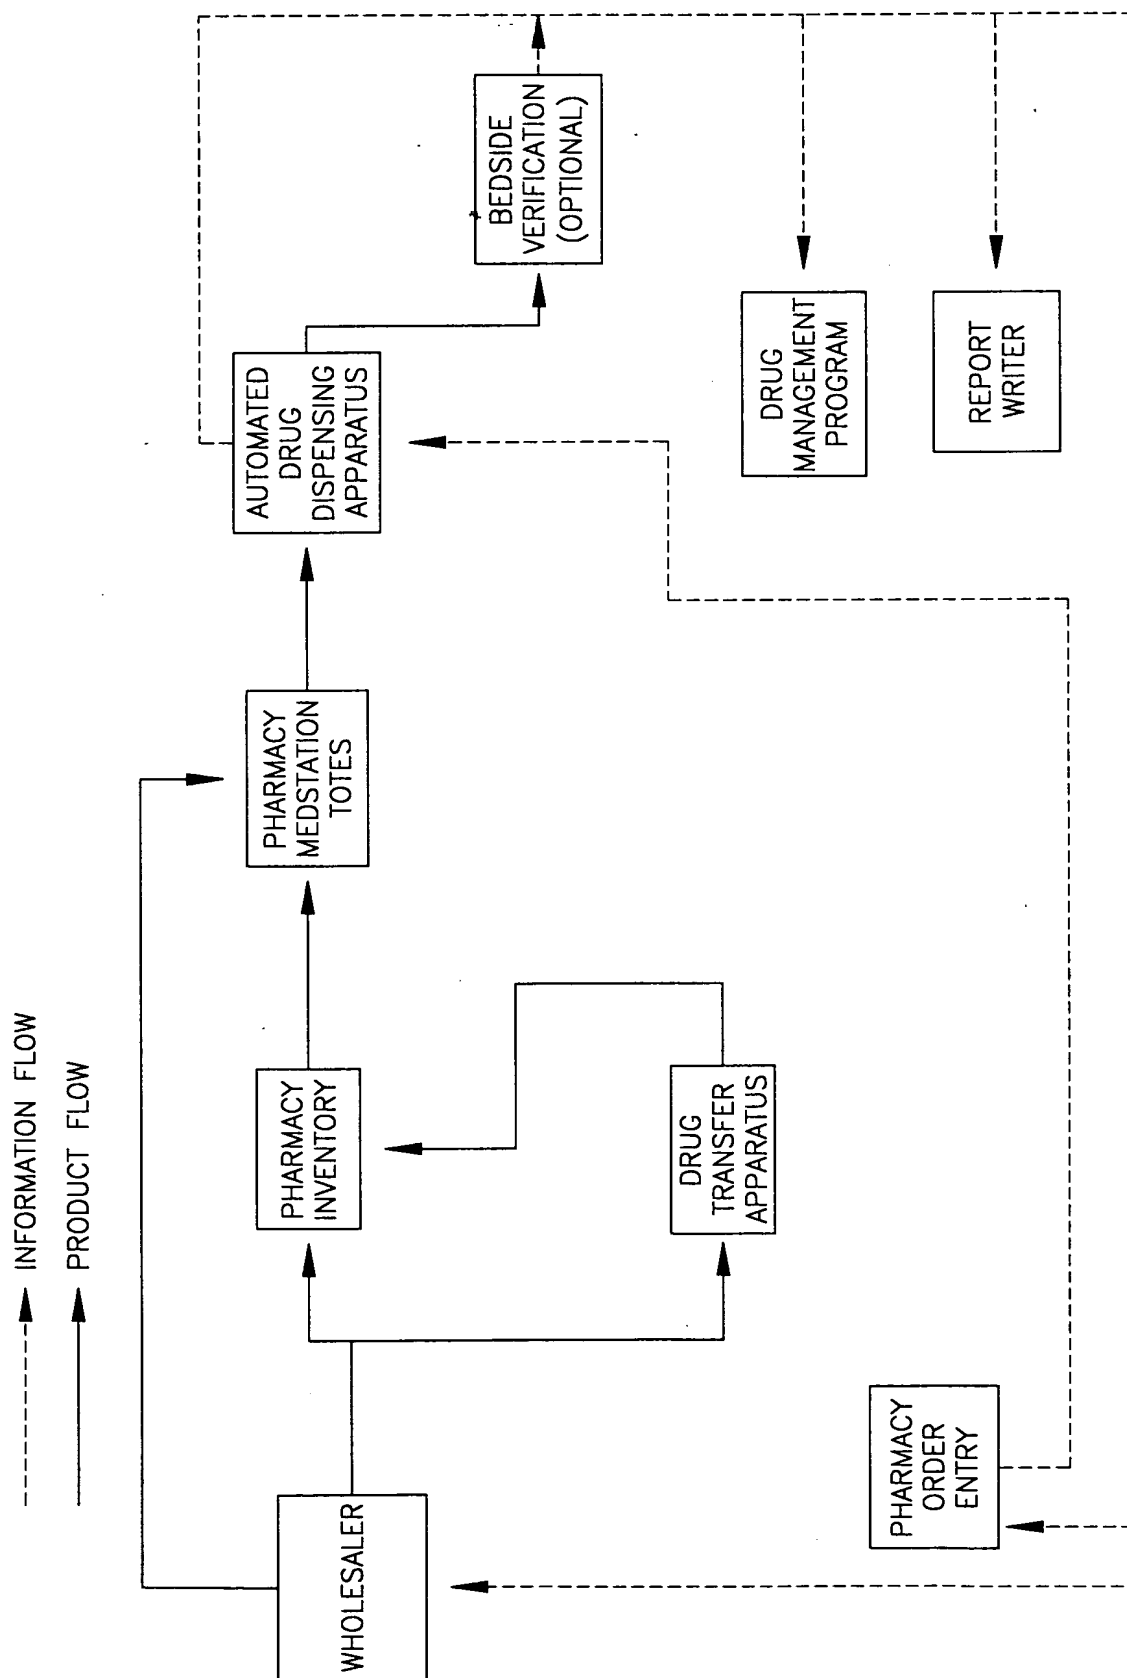 INFORMATION FLOW
PRODUCT FLOW
WHOLESALER
PHARMACY
INVENTORY
PHARMACY
MEDSTATION
TOTES
AUTOMATED
DRUG
DISPENSING
APPARATUS
BEDSIDE
VERIFICATION
(OPTIONAL)
DRUG
TRANSFER
APPARATUS
DRUG
MANAGEMENT
PROGRAM
PHARMACY
ORDER
ENTRY
REPORT
WRITER